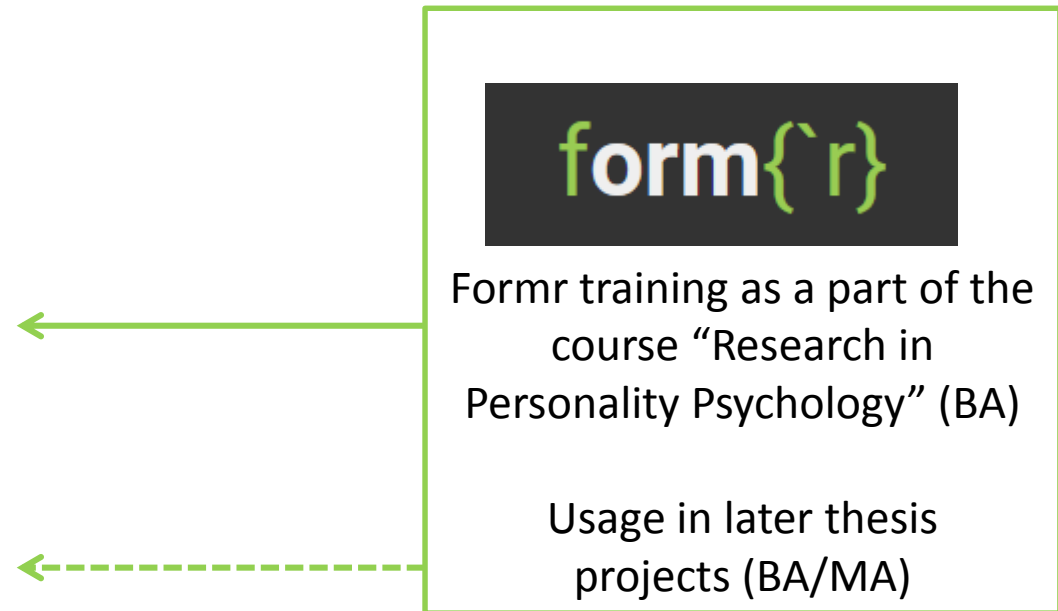 form{`r}
Formr training as a part of the
course “Research in
Personality Psychology” (BA)
Usage in later thesis
projects (BA/MA)